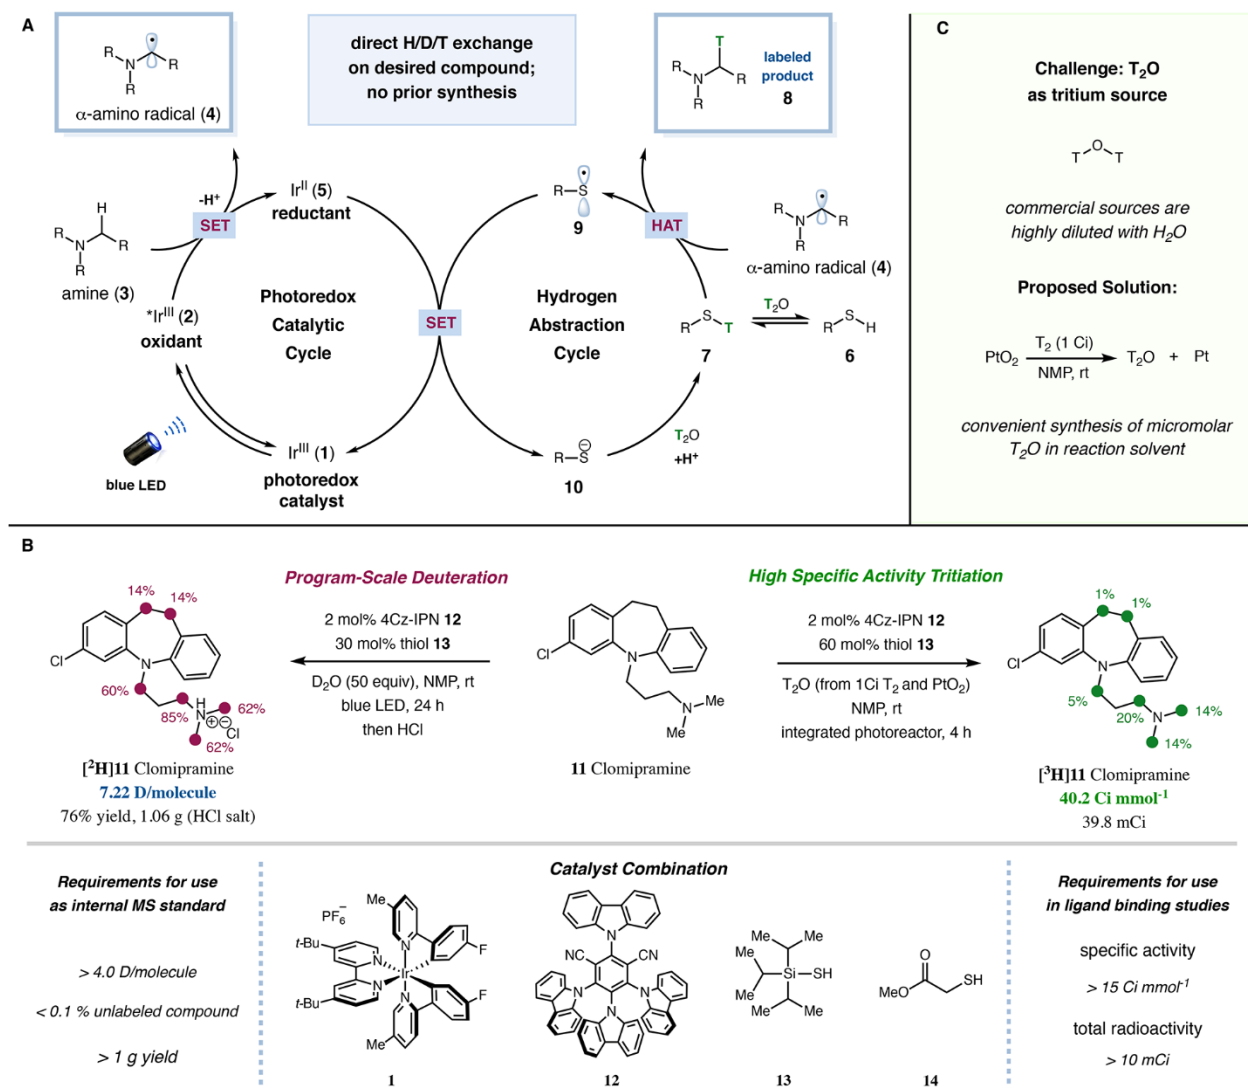 A
direct H/D/T exchange
on desired compound;
no prior synthesis
N
R
R
R
α-amino radical (4)
T
N
R
R
R
labeled
product
8
H
N
R
R
R
amine (3)
-H+
SET
IrII (5)
reductant
*IrIII (2)
oxidant
Photoredox
Catalytic
Cycle
blue LED
IrIII (1)
photoredox
catalyst
SET
R–S
9
HAT
N
R
R
R
α-amino radical (4)
Hydrogen
Abstraction
Cycle
R
S
T
7
T2O
R
S
H
6
T2O
+H+
R–S
⊖
10
C
Challenge: T2O
as tritium source
T
O
T
commercial sources are
highly diluted with H2O
Proposed Solution:
PtO2
T2 (1 Ci)
NMP, rt
T2O + Pt
convenient synthesis of micromolar
T2O in reaction solvent
B
Program-Scale Deuteration
High Specific Activity Tritiation
14%
14%
Cl
N
60%
85%
H
N
⊕⊖
Cl
62%
62%
[2H]11 Clomipramine
7.22 D/molecule
76% yield, 1.06 g (HCl salt)
2 mol% 4Cz-IPN 12
30 mol% thiol 13
D2O (50 equiv), NMP, rt
blue LED, 24 h
then HCl
Cl
N
N
Me
Me
11 Clomipramine
2 mol% 4Cz-IPN 12
60 mol% thiol 13
T2O (from 1Ci T2 and PtO2)
NMP, rt
integrated photoreactor, 4 h
1%
1%
Cl
N
5%
20%
N
14%
14%
[3H]11 Clomipramine
40.2 Ci mmol-1
39.8 mCi
Requirements for use
as internal MS standard
> 4.0 D/molecule
< 0.1 % unlabeled compound
> 1 g yield
Catalyst Combination
PF6–
Me
t-Bu
t-Bu
N
N
N
N
Ir
F
F
Me
1
N
NC
CN
N
N
N
12
Me
Me
Me
Me
Me
Me
Si
SH
13
O
MeO
SH
14
Requirements for use
in ligand binding studies
specific activity
> 15 Ci mmol-1
total radioactivity
> 10 mCi